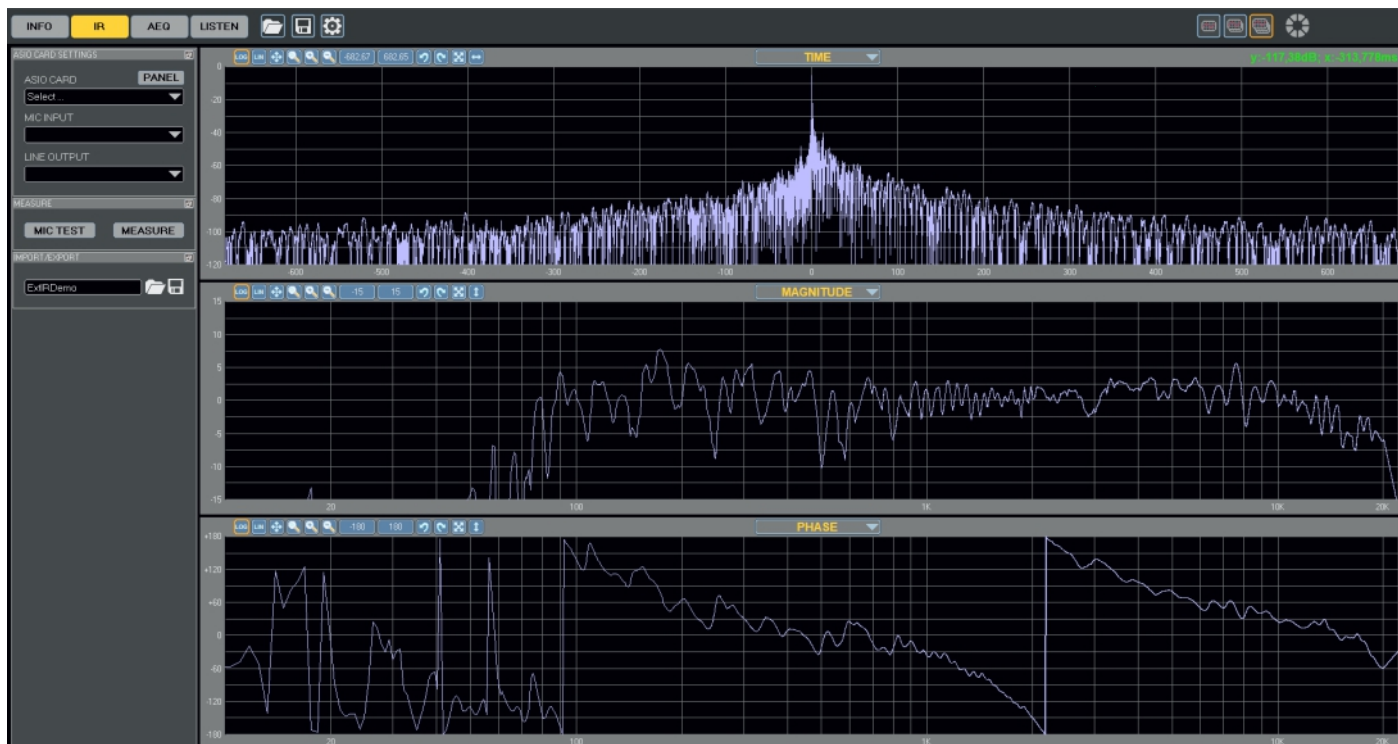 INFO IR AEQ LISTEN
ASIO CARD SETTINGS
ASIO CARD PANEL
Select...
MIC INPUT
LINE OUTPUT
MEASURE
MIC TEST MEASURE
IMPORT/EXPORT
ExtIRDemo
LOG LIN -682,67 682,65 TIME y:-117,38dB; x:-313,778ms
0
-20
-40
-60
-80
-100
-120
-600 -500 -400 -300 -200 -100 0 100 200 300 400 500 600
LOG LIN -15 15 MAGNITUDE
15
10
5
0
-5
-10
-15
20 100 1K 10K 20K
LOG LIN -180 180 PHASE
+180
+120
+60
0
-60
-120
-180
20 100 1K 10K 20K